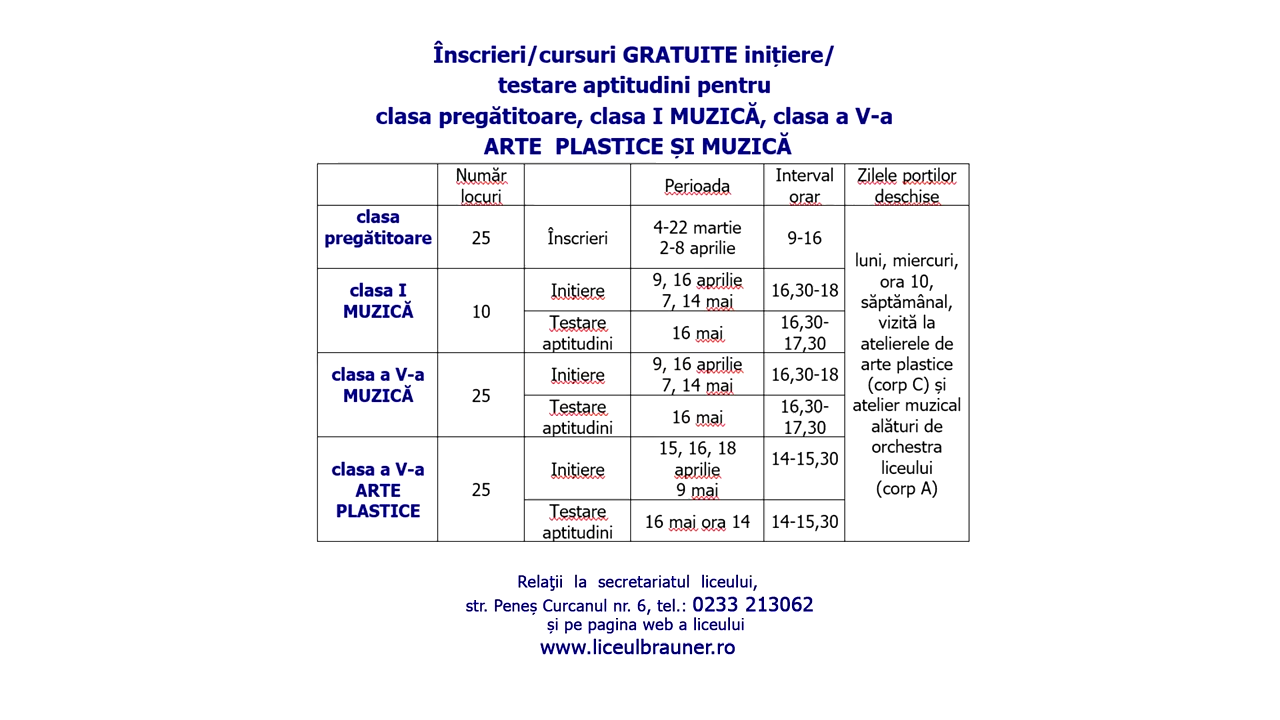 Înscrieri/cursuri GRATUITE inițiere/
testare aptitudini pentru
clasa pregătitoare, clasa I MUZICĂ, clasa a V-a
ARTE PLASTICE ȘI MUZICĂ
Număr
locuri
Perioada
Interval
orar
Zilele portilor
deschise
clasa
pregătitoare
25
Înscrieri
4-22 martie
2-8 aprilie
9-16
clasa I
MUZICĂ
10
Inițiere
9, 16 aprilie
7, 14 mai
16,30-18
Testare
aptitudini
16 mai
16,30-
17,30
clasa a V-a
MUZICĂ
25
Inițiere
9, 16 aprilie
7, 14 mai
16,30-18
Testare
aptitudini
16 mai
16,30-
17,30
clasa a V-a
ARTE
PLASTICE
25
Inițiere
15, 16, 18
aprilie
9 mai
14-15,30
Testare
aptitudini
16 mai ora 14
14-15,30
luni, miercuri,
ora 10,
săptămânal,
vizită la
atelierele de
arte plastice
(corp C) și
atelier muzical
alături de
orchestra
liceului
(corp A)
Relaţii la secretariatul liceului,
str. Peneș Curcanul nr. 6, tel.: 0233 213062
și pe pagina web a liceului
www.liceulbrauner.ro